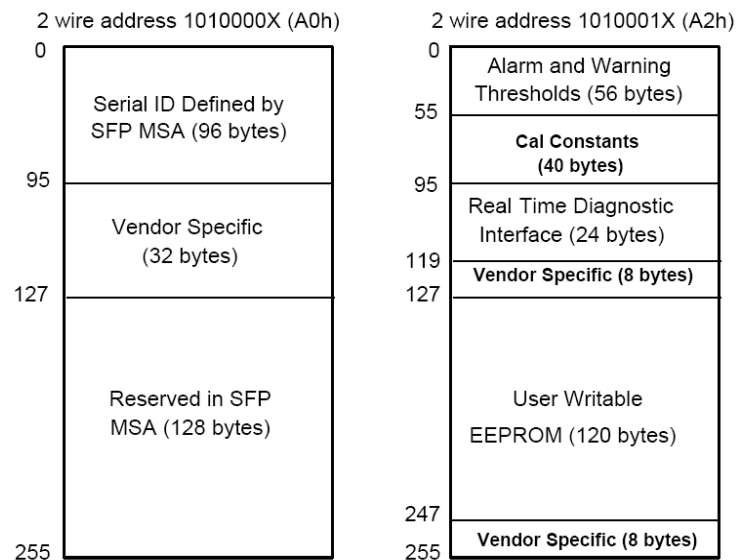 2 wire address 1010000X (A0h)
0
Serial ID Defined by
SFP MSA (96 bytes)
95
Vendor Specific
(32 bytes)
127
Reserved in SFP
MSA (128 bytes)
255
2 wire address 1010001X (A2h)
0
Alarm and Warning
Thresholds (56 bytes)
55
Cal Constants
(40 bytes)
95
Real Time Diagnostic
Interface (24 bytes)
119
Vendor Specific (8 bytes)
127
User Writable
EEPROM (120 bytes)
247
Vendor Specific (8 bytes)
255